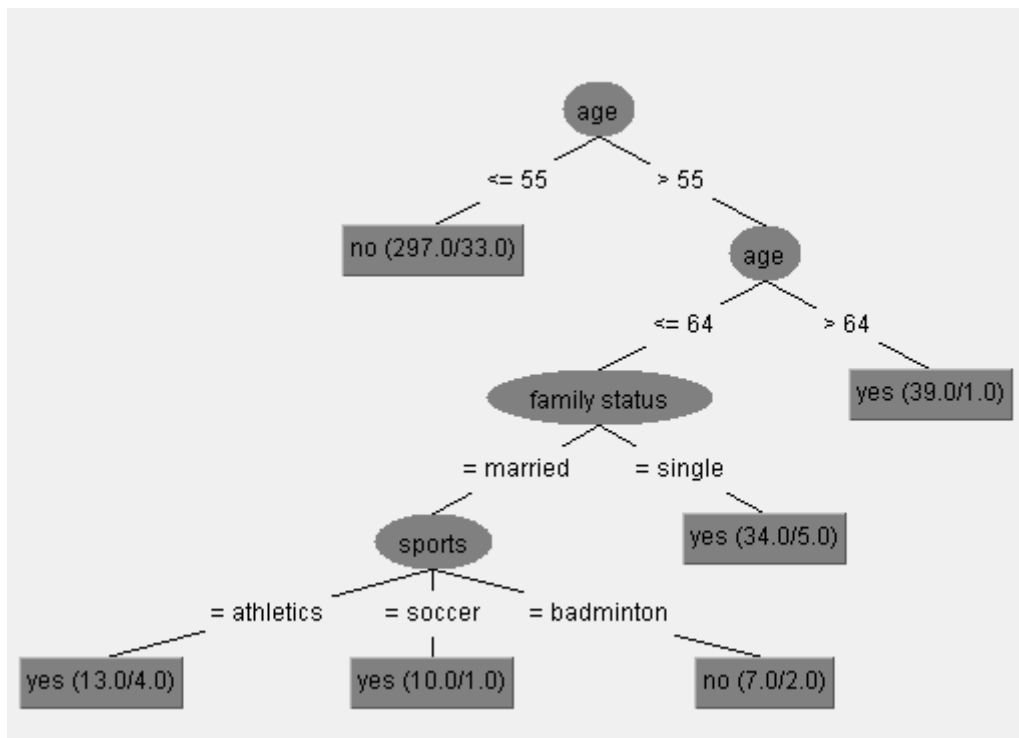 age
<= 55
> 55
no (297.0/33.0)
age
<= 64
> 64
family status
yes (39.0/1.0)
= married
= single
sports
yes (34.0/5.0)
= athletics
= soccer
= badminton
yes (13.0/4.0)
yes (10.0/1.0)
no (7.0/2.0)